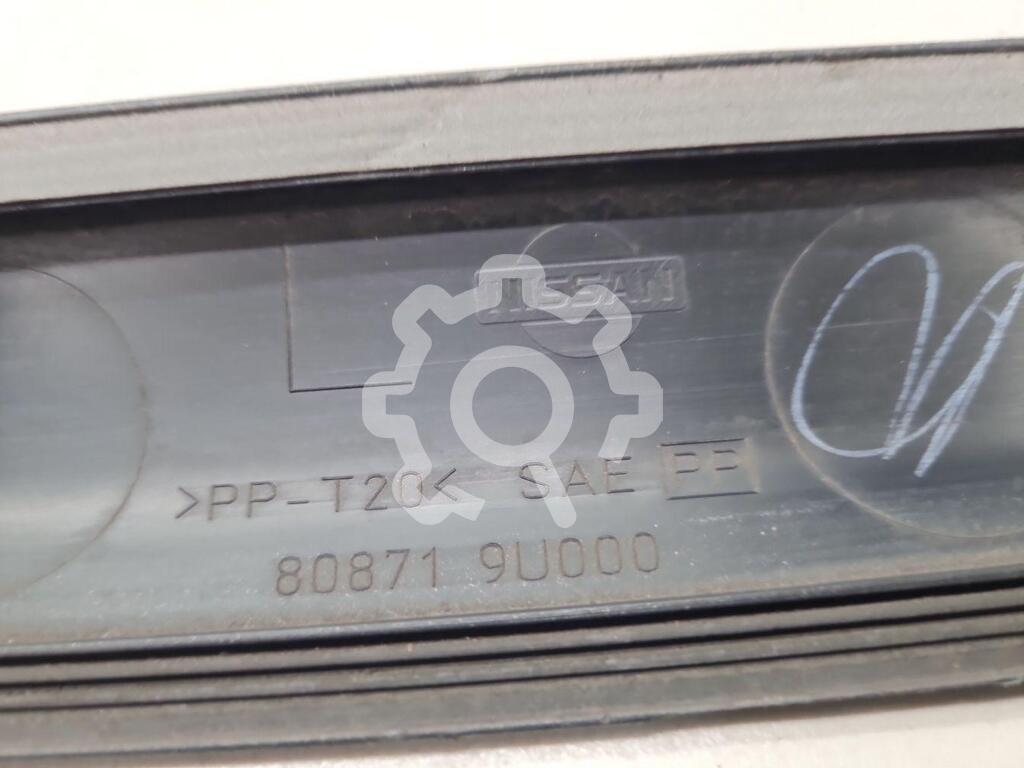 NISSAN
>PP-T20< SAE PP
80871 9U000